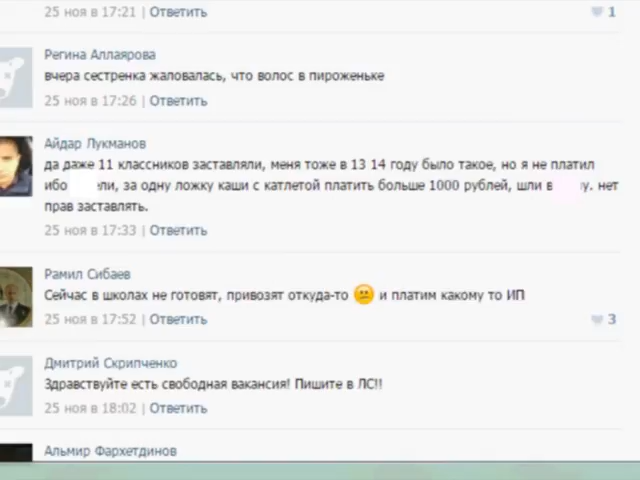 25 ноя в 17:21 | Ответить
1
Регина Аллаярова
вчера сестренка жаловалась, что волос в пироженьке
25 ноя в 17:26 | Ответить
Айдар Лукманов
да даже 11 классников заставляли, меня тоже в 13 14 году было такое, но я не платил
ибо ели, за одну ложку каши с катлетой платить больше 1000 рублей, шли в у. нет
прав заставлять.
25 ноя в 17:33 | Ответить
Рамил Сибаев
Сейчас в школах не готовят, привозят откуда-то 😕 и платим какому то ИП
25 ноя в 17:52 | Ответить
3
Дмитрий Скрипченко
Здравствуйте есть свободная вакансия! Пишите в ЛС!!
25 ноя в 18:02 | Ответить
Альмир Фархетдинов